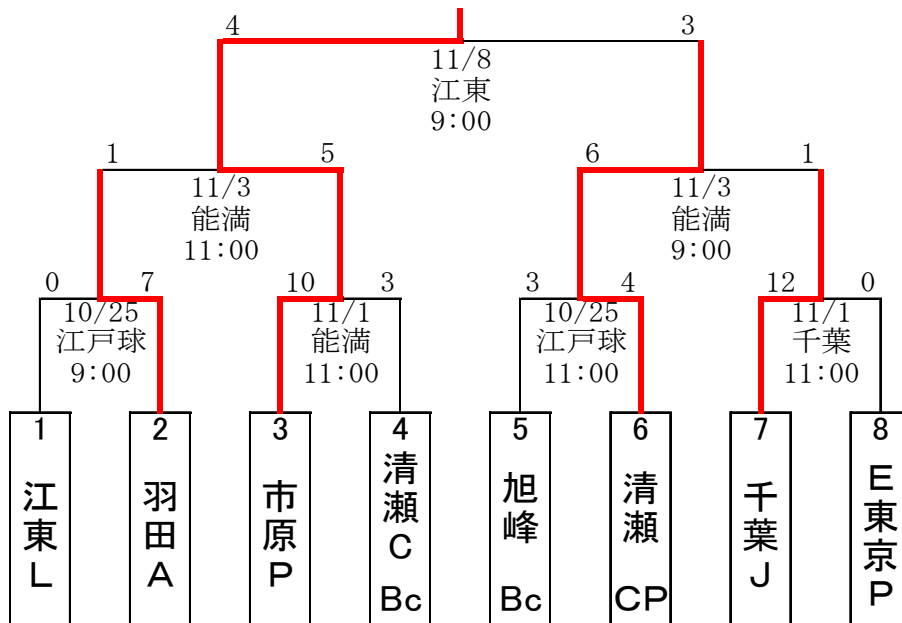 4 3
11/8
江東
9:00
1 5 6 1
11/3 11/3
能満 能満
11:00 9:00
0 7 10 3 3 4 12 0
10/25 11/1 10/25 11/1
江戸球 能満 江戸球 千葉
9:00 11:00 11:00 11:00
1 2 3 4 5 6 7 8
江東L
羽田A
市原P
清瀬C Bc
旭峰 Bc
清瀬 CP
千葉J
E東京P